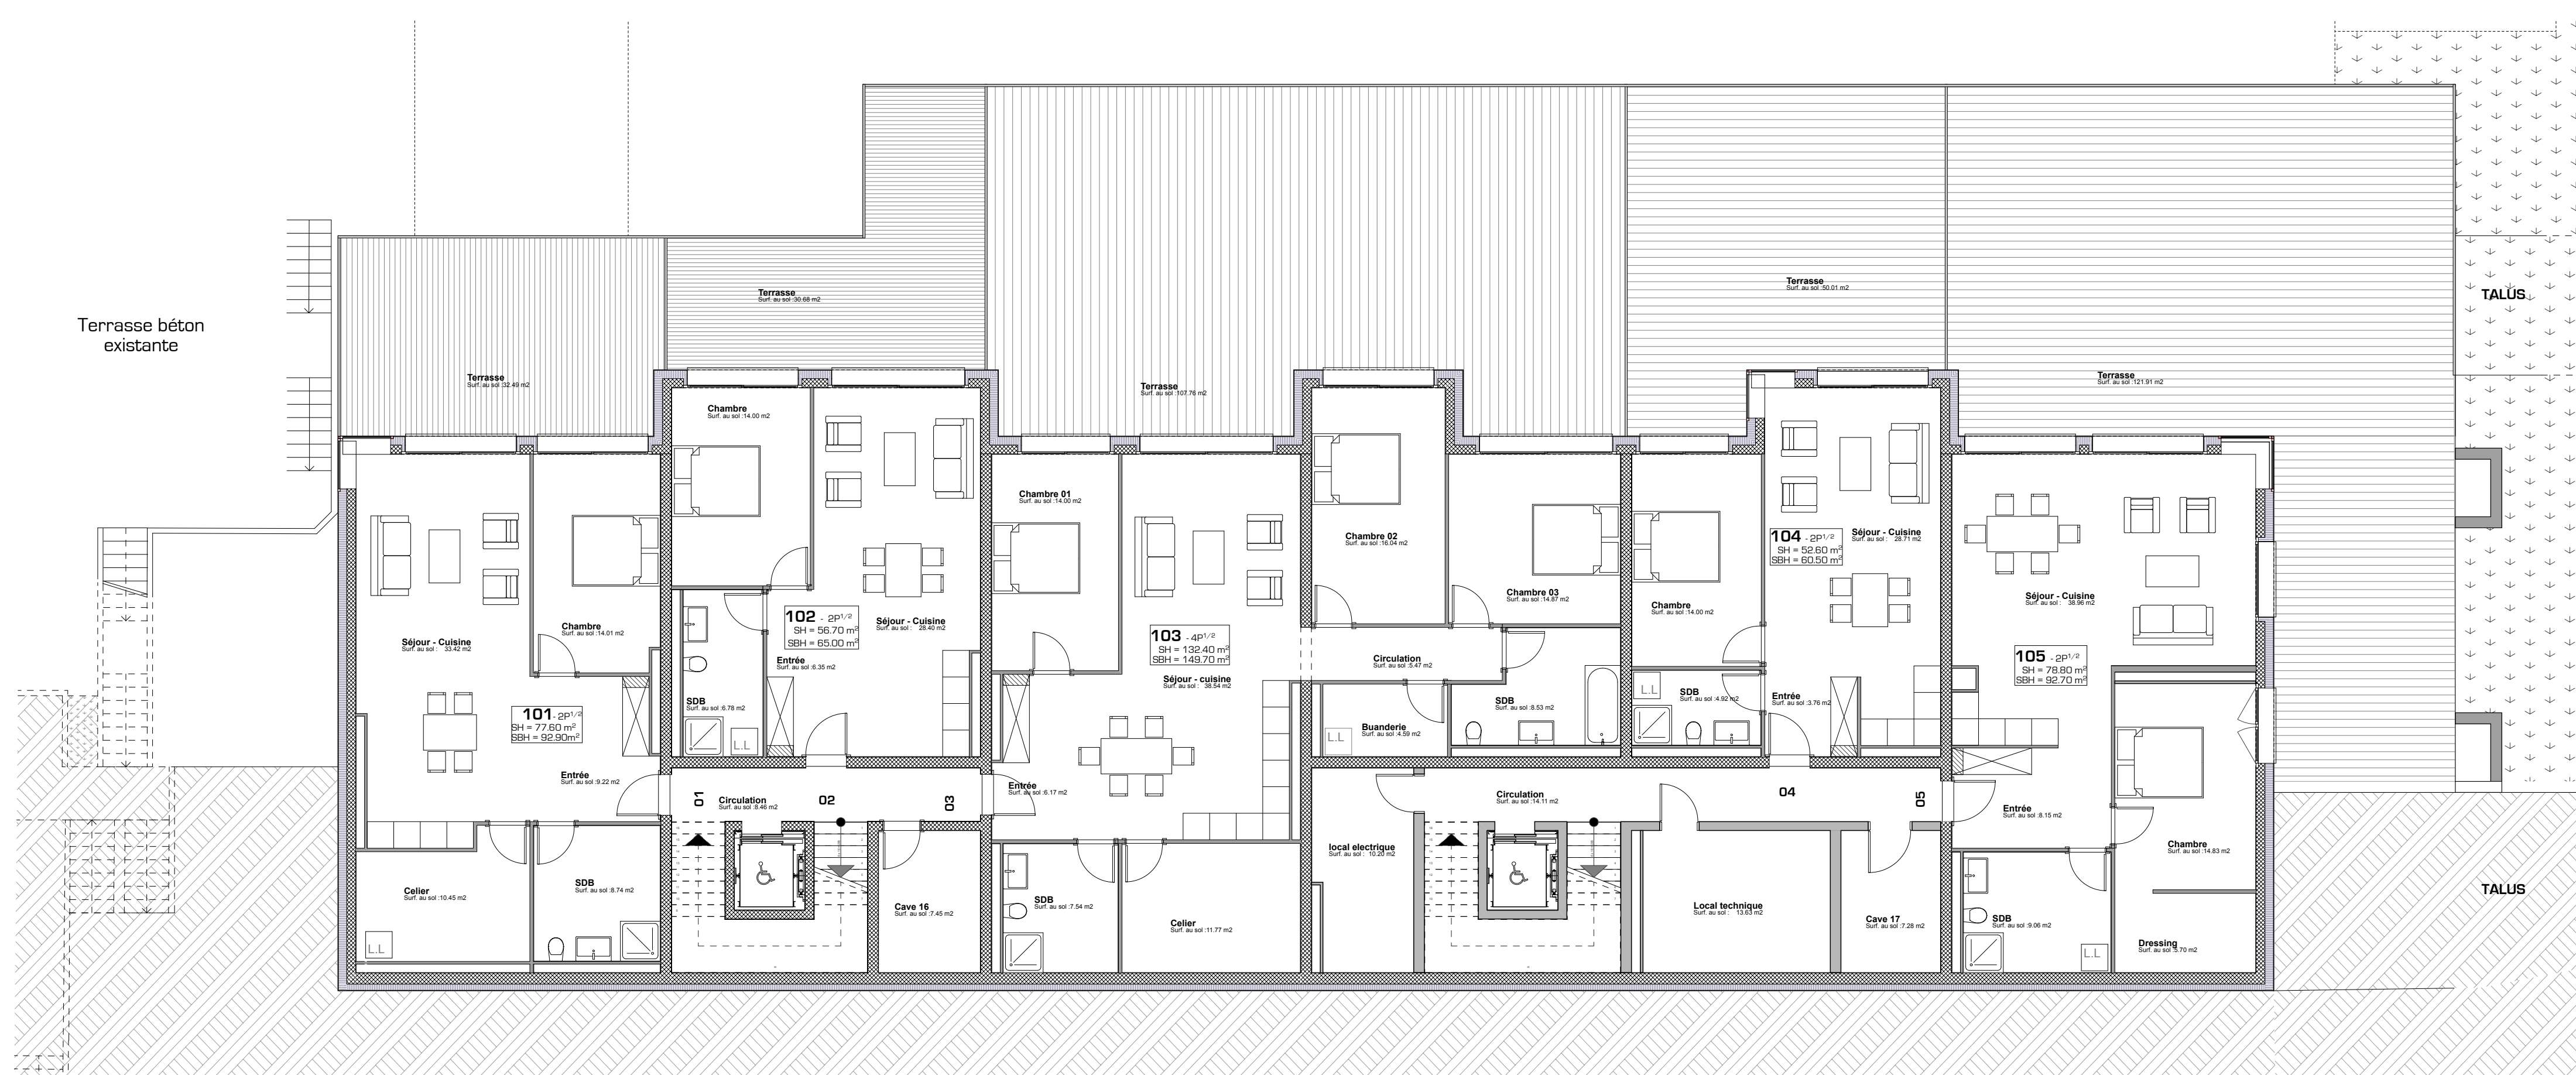 Terrasse béton
existante
Terrasse
Surf. au sol :32.49 m2
Terrasse
Surf. au sol :30.68 m2
Terrasse
Surf. au sol :107.76 m2
Terrasse
Surf. au sol :50.01 m2
Terrasse
Surf. au sol :121.91 m2
TALUS
Séjour - Cuisine
Surf. au sol : 33.42 m2
Chambre
Surf. au sol :14.01 m2
101 - 2P1/2
SH = 77.60 m²
SBH = 92.90m²
Entrée
Surf. au sol :9.22 m2
Celier
Surf. au sol :10.45 m2
L.L
SDB
Surf. au sol :8.74 m2
Chambre
Surf. au sol :14.00 m2
102 - 2P1/2
SH = 56.70 m²
SBH = 65.00 m²
Séjour - Cuisine
Surf. au sol : 28.40 m2
Entrée
Surf. au sol :6.35 m2
SDB
Surf. au sol :6.78 m2
L.L
01
Circulation
Surf. au sol :8.46 m2
02
03
Cave 16
Surf. au sol :7.45 m2
Chambre 01
Surf. au sol :14.00 m2
103 - 4P1/2
SH = 132.40 m²
SBH = 149.70 m²
Séjour - cuisine
Surf. au sol : 38.54 m2
Entrée
Surf. au sol :6.17 m2
SDB
Surf. au sol :7.54 m2
Celier
Surf. au sol :11.77 m2
Chambre 02
Surf. au sol :16.04 m2
Chambre 03
Surf. au sol :14.87 m2
Circulation
Surf. au sol :5.47 m2
Buanderie
Surf. au sol :4.59 m2
L.L
SDB
Surf. au sol :8.53 m2
local electrique
Surf. au sol : 10.20 m2
Circulation
Surf. au sol :14.11 m2
Local technique
Surf. au sol : 13.63 m2
Cave 17
Surf. au sol :7.28 m2
04
05
104 - 2P1/2
SH = 52.60 m²
SBH = 60.50 m²
Séjour - Cuisine
Surf. au sol : 28.71 m2
Chambre
Surf. au sol :14.00 m2
L.L
SDB
Surf. au sol :4.92 m2
Entrée
Surf. au sol :3.76 m2
Séjour - Cuisine
Surf. au sol : 38.96 m2
105 - 2P1/2
SH = 78.80 m²
SBH = 92.70 m²
Entrée
Surf. au sol :8.15 m2
Chambre
Surf. au sol :14.83 m2
SDB
Surf. au sol :9.06 m2
L.L
Dressing
Surf. au sol :5.70 m2
TALUS